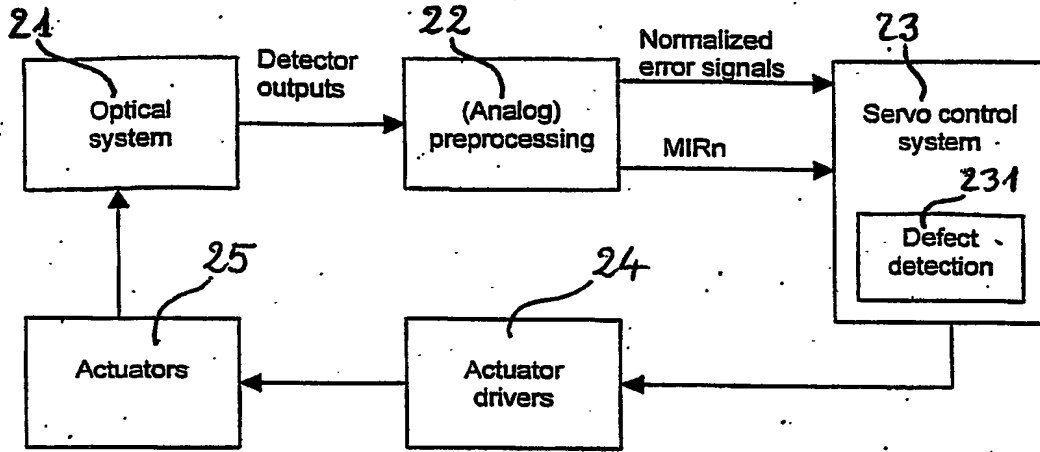 21
Optical
system
Detector
outputs
22
(Analog)
preprocessing
Normalized
error signals
MIRn
23
Servo control
system
231
Defect
detection
25
Actuators
24
Actuator
drivers